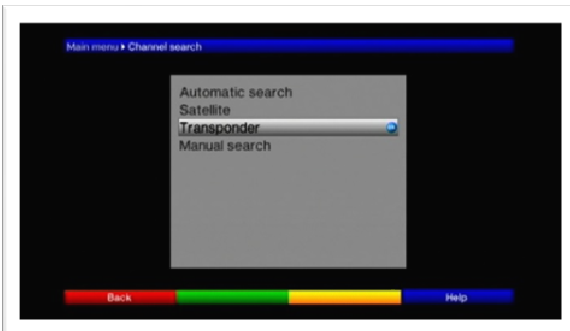 Main menu ▸ Channel search
Automatic search
Satellite
Transponder
Manual search
Back
Help